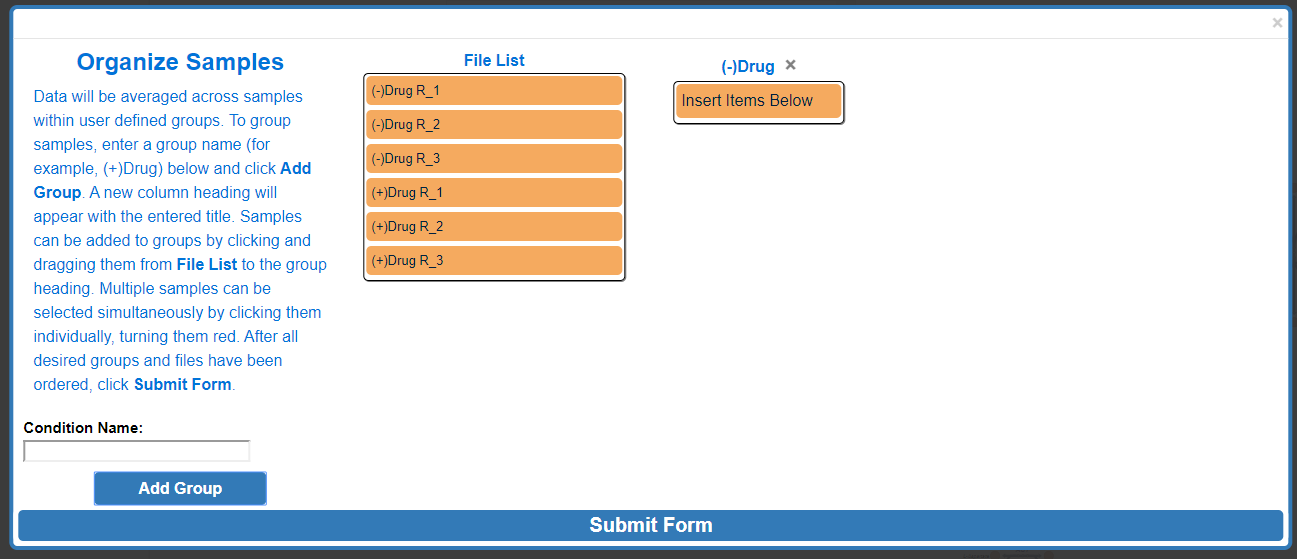 ×
Organize Samples
Data will be averaged across samples
within user defined groups. To group
samples, enter a group name (for
example, (+)Drug) below and click Add
Group. A new column heading will
appear with the entered title. Samples
can be added to groups by clicking and
dragging them from File List to the group
heading. Multiple samples can be
selected simultaneously by clicking them
individually, turning them red. After all
desired groups and files have been
ordered, click Submit Form.
Condition Name:
Add Group
File List
(-)Drug R_1
(-)Drug R_2
(-)Drug R_3
(+)Drug R_1
(+)Drug R_2
(+)Drug R_3
(-)Drug ×
Insert Items Below
Submit Form